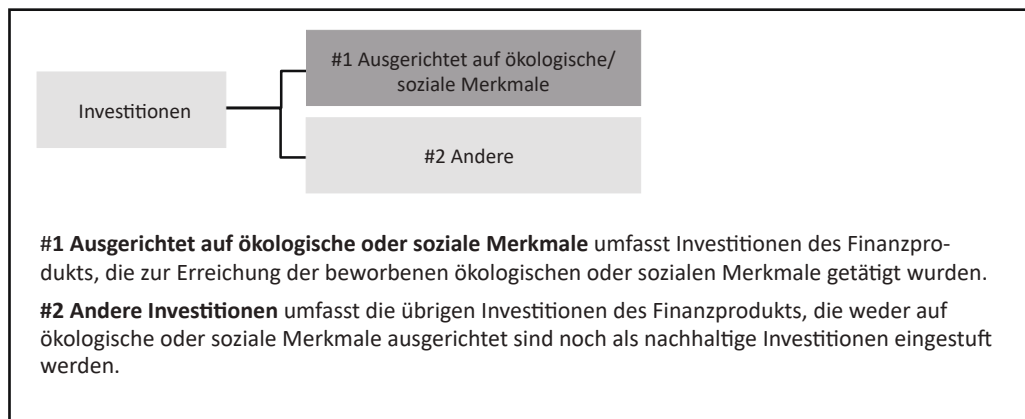 #1 Ausgerichtet auf ökologische/
soziale Merkmale
Investitionen
#2 Andere
#1 Ausgerichtet auf ökologische oder soziale Merkmale umfasst Investitionen des Finanzpro-
dukts, die zur Erreichung der beworbenen ökologischen oder sozialen Merkmale getätigt wurden.
#2 Andere Investitionen umfasst die übrigen Investitionen des Finanzprodukts, die weder auf
ökologische oder soziale Merkmale ausgerichtet sind noch als nachhaltige Investitionen eingestuft
werden.